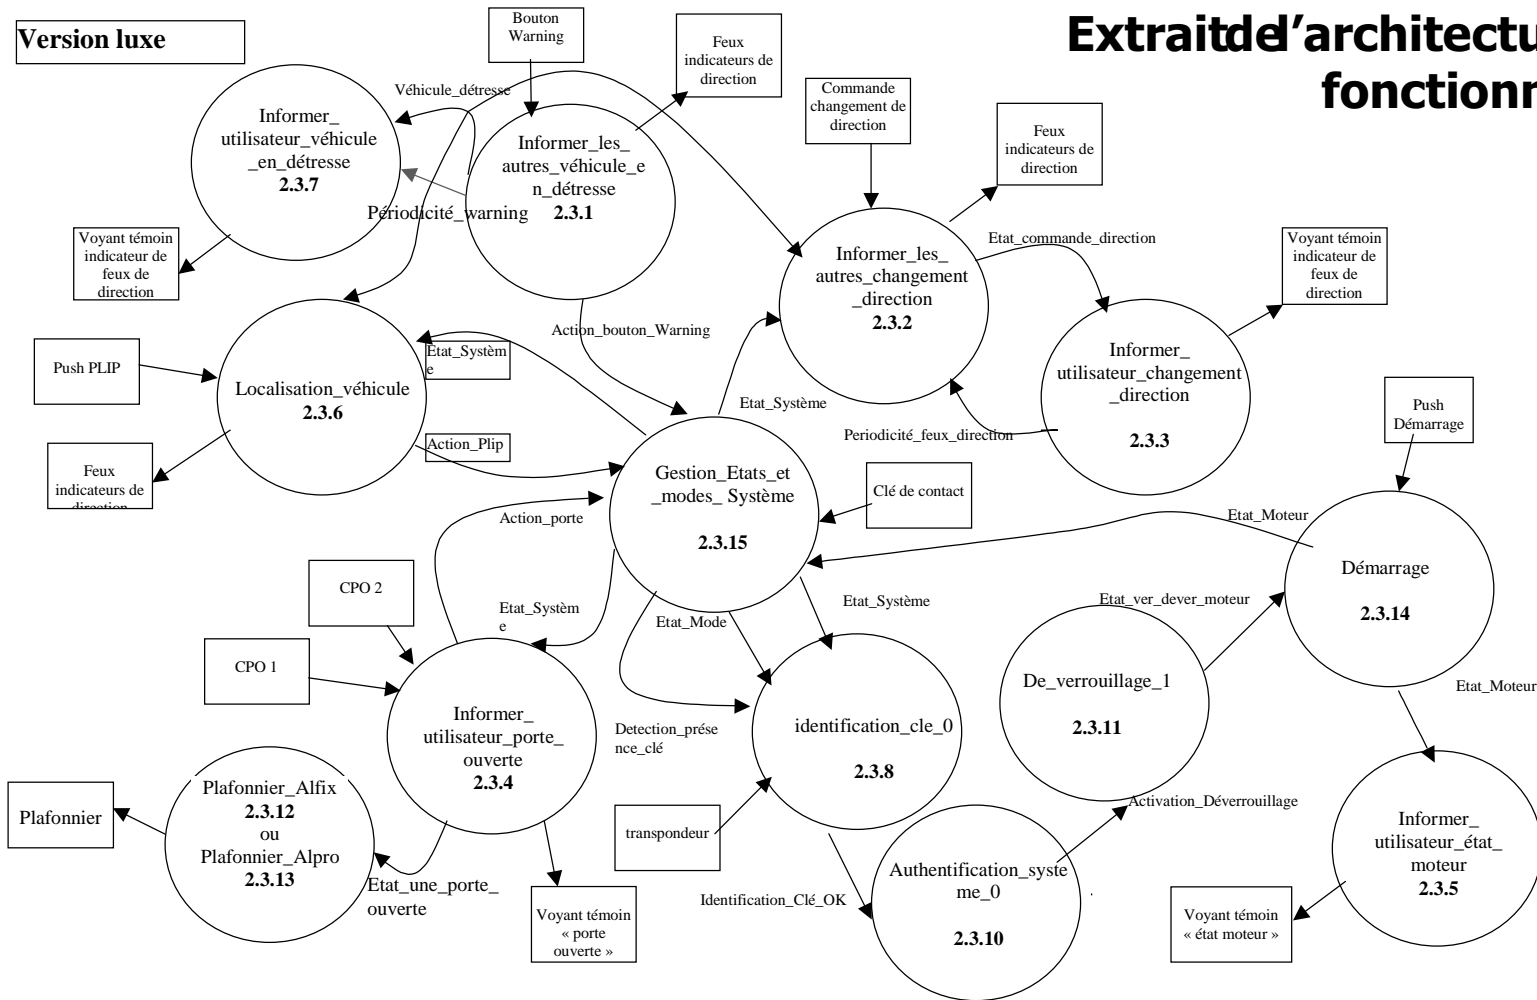 Version luxe
Extraitdel’architectu
fonctionn
Bouton
Warning
Feux
indicateurs de
direction
Véhicule_détresse
Commande
changement de
direction
Feux
indicateurs de
direction
Informer_
utilisateur_véhicule
_en_détresse
2.3.7
Informer_les_
autres_véhicule_e
n_détresse
2.3.1
Périodicité_warning
Voyant témoin
indicateur de
feux de
direction
Informer_les_
autres_changement
_direction
2.3.2
Etat_commande_direction
Voyant témoin
indicateur de
feux de
direction
Action_bouton_Warning
Etat_Systèm
e
Push PLIP
Localisation_véhicule
2.3.6
Informer_
utilisateur_changement
_direction
2.3.3
Etat_Système
Periodicité_feux_direction
Push
Démarrage
Action_Plip
Feux
indicateurs de
direction
Gestion_Etats_et
_modes_ Système
2.3.15
Clé de contact
Action_porte
Etat_Moteur
Démarrage
2.3.14
CPO 2
Etat_Systèm
e
Etat_Mode
Etat_Système
Etat_ver_dever_moteur
CPO 1
De_verrouillage_1
2.3.11
Etat_Moteur
Informer_
utilisateur_porte_
ouverte
2.3.4
Detection_prése
nce_clé
identification_cle_0
2.3.8
Plafonnier
Plafonnier_Alfix
2.3.12
ou
Plafonnier_Alpro
2.3.13
transpondeur
Activation_Déverrouillage
Informer_
utilisateur_état_
moteur
2.3.5
Etat_une_porte_
ouverte
Voyant témoin
« porte
ouverte »
Identification_Clé_OK
Authentification_syste
me_0
2.3.10
Voyant témoin
« état moteur »